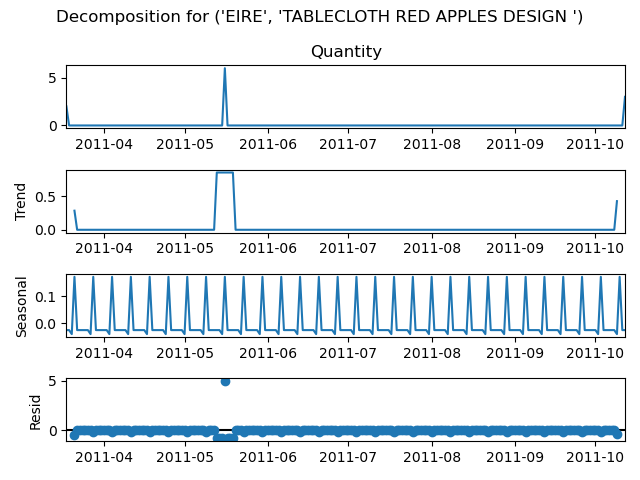 Decomposition for ('EIRE', 'TABLECLOTH RED APPLES DESIGN ')
Quantity
5
0
2011-04 2011-05 2011-06 2011-07 2011-08 2011-09 2011-10
Trend
0.5
0.0
2011-04 2011-05 2011-06 2011-07 2011-08 2011-09 2011-10
Seasonal
0.1
0.0
2011-04 2011-05 2011-06 2011-07 2011-08 2011-09 2011-10
Resid
5
0
2011-04 2011-05 2011-06 2011-07 2011-08 2011-09 2011-10